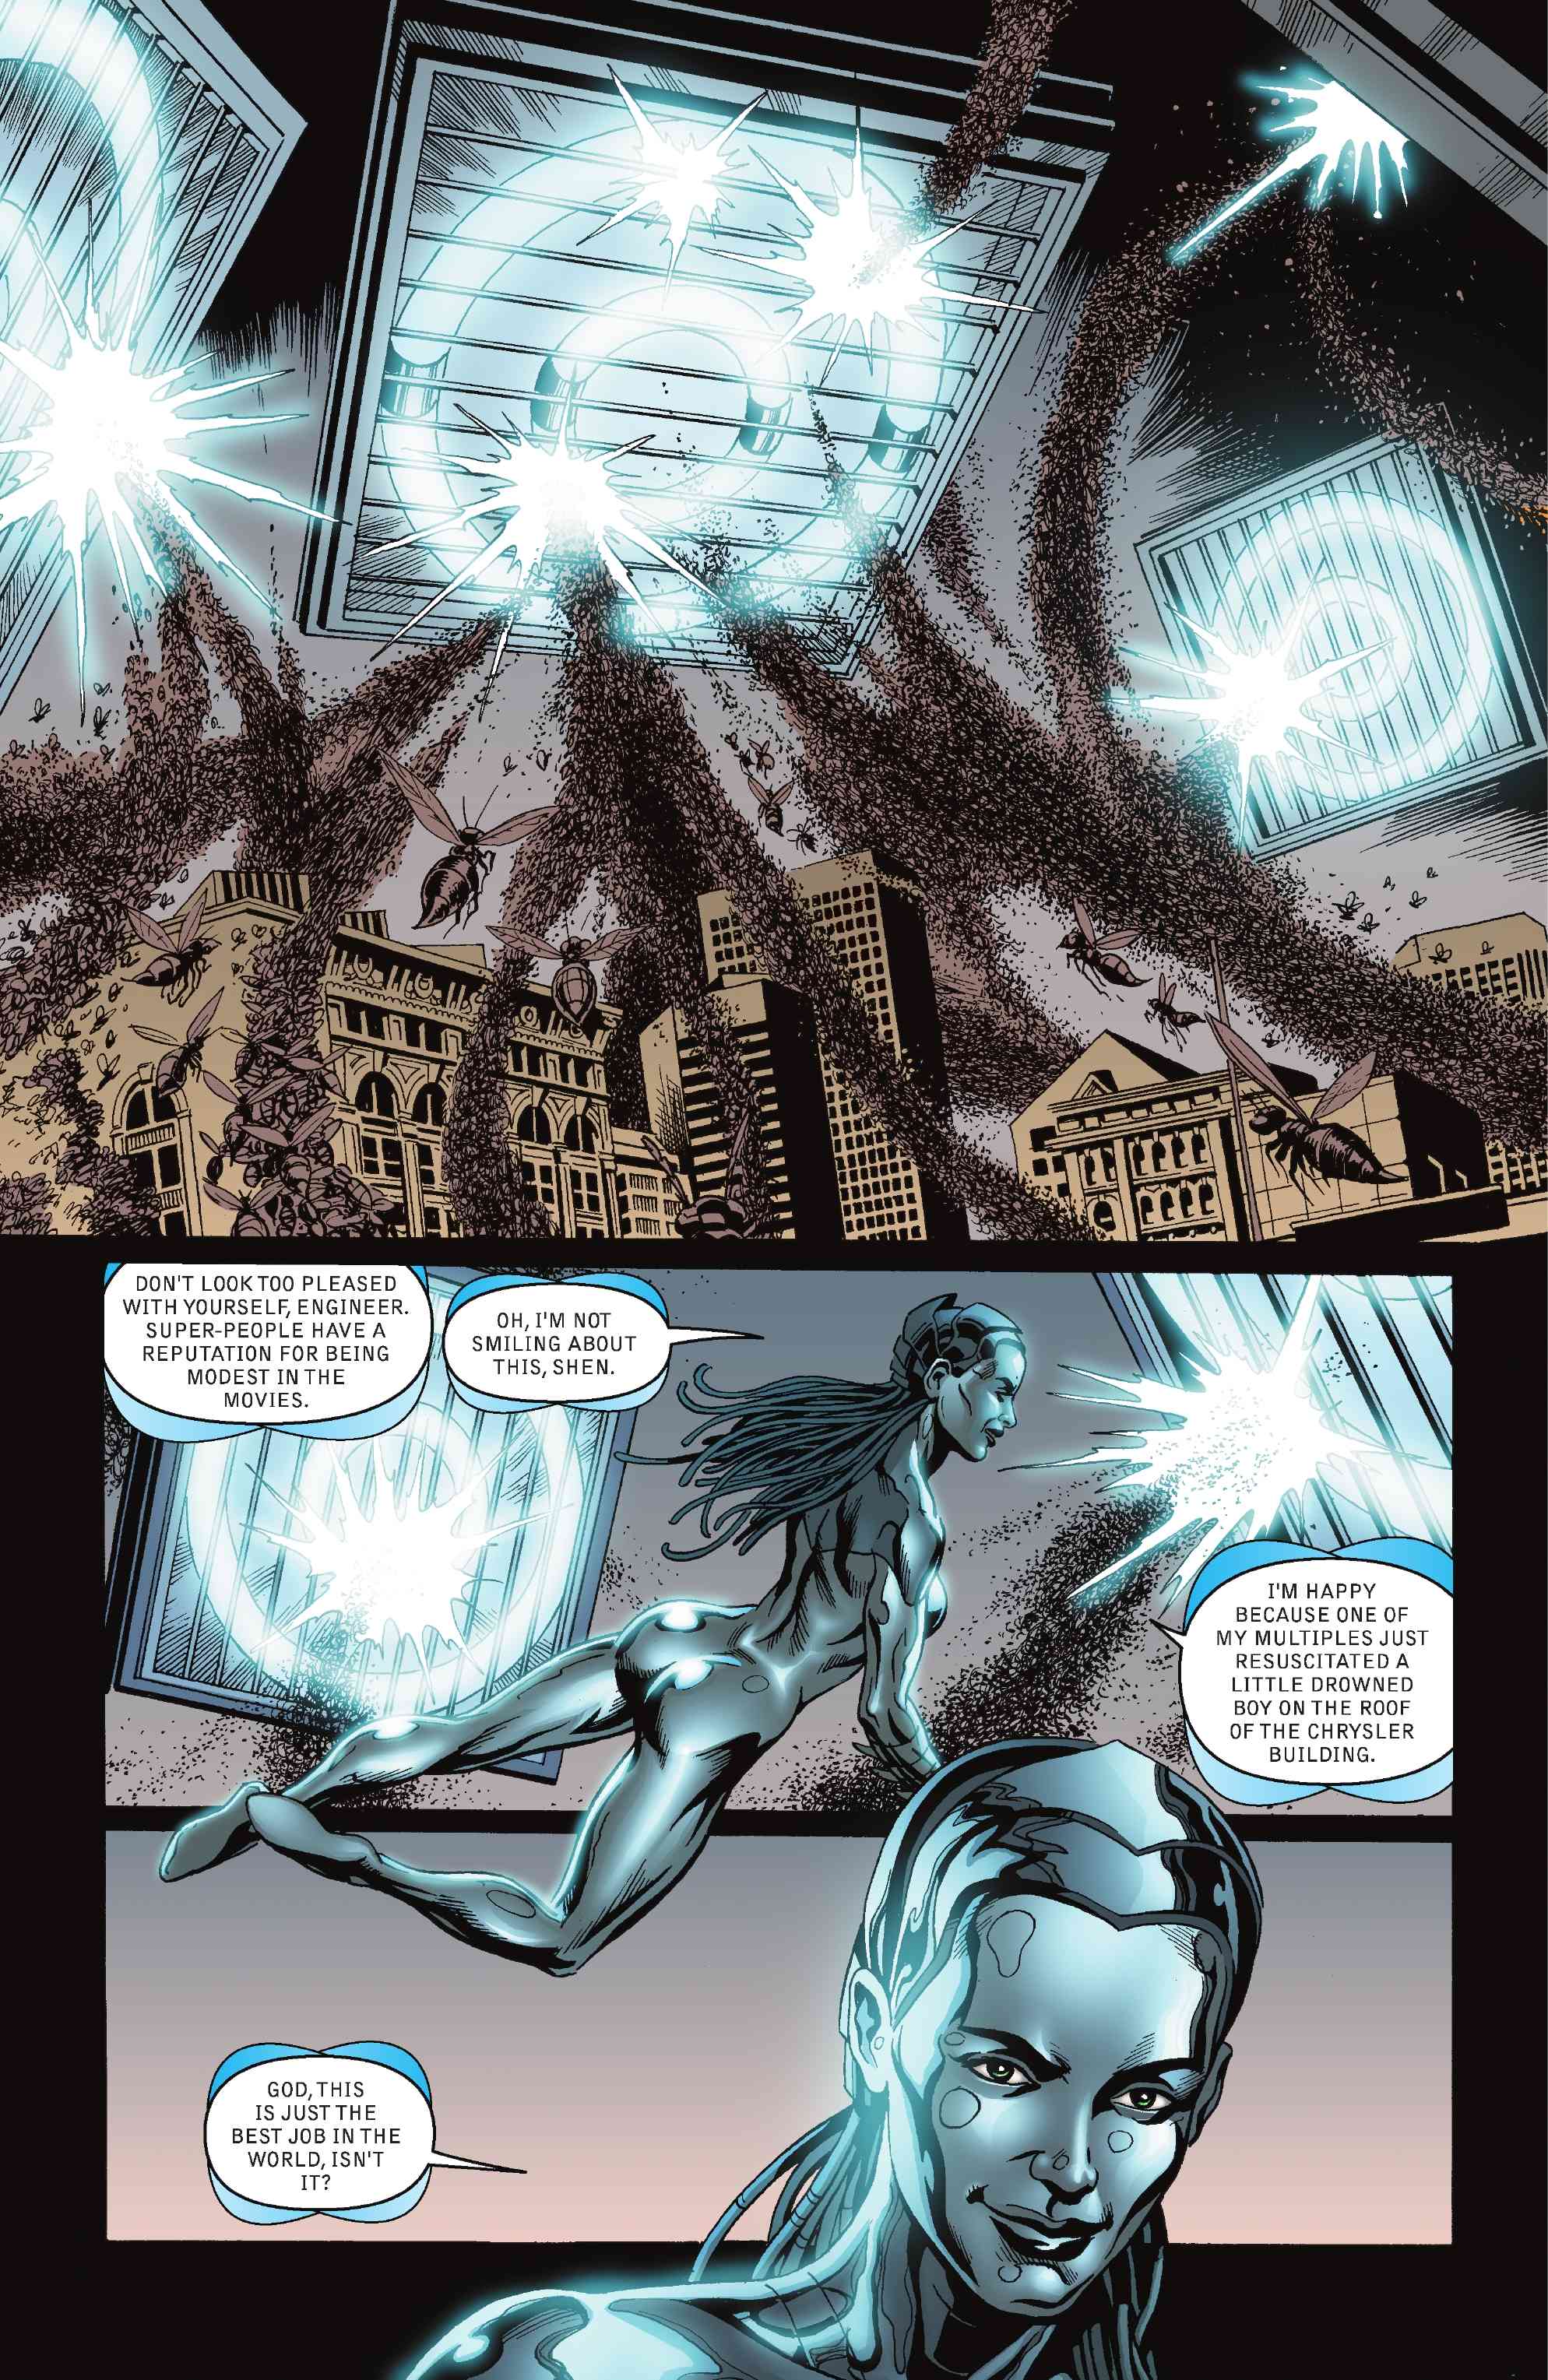 DON'T LOOK TOO PLEASED
WITH YOURSELF, ENGINEER.
SUPER-PEOPLE HAVE A
REPUTATION FOR BEING
MODEST IN THE
MOVIES.
OH, I'M NOT
SMILING ABOUT
THIS, SHEN.
I'M HAPPY
BECAUSE ONE OF
MY MULTIPLES JUST
RESUSCITATED A
LITTLE DROWNED
BOY ON THE ROOF
OF THE CHRYSLER
BUILDING.
GOD, THIS
IS JUST THE
BEST JOB IN THE
WORLD, ISN'T
IT?